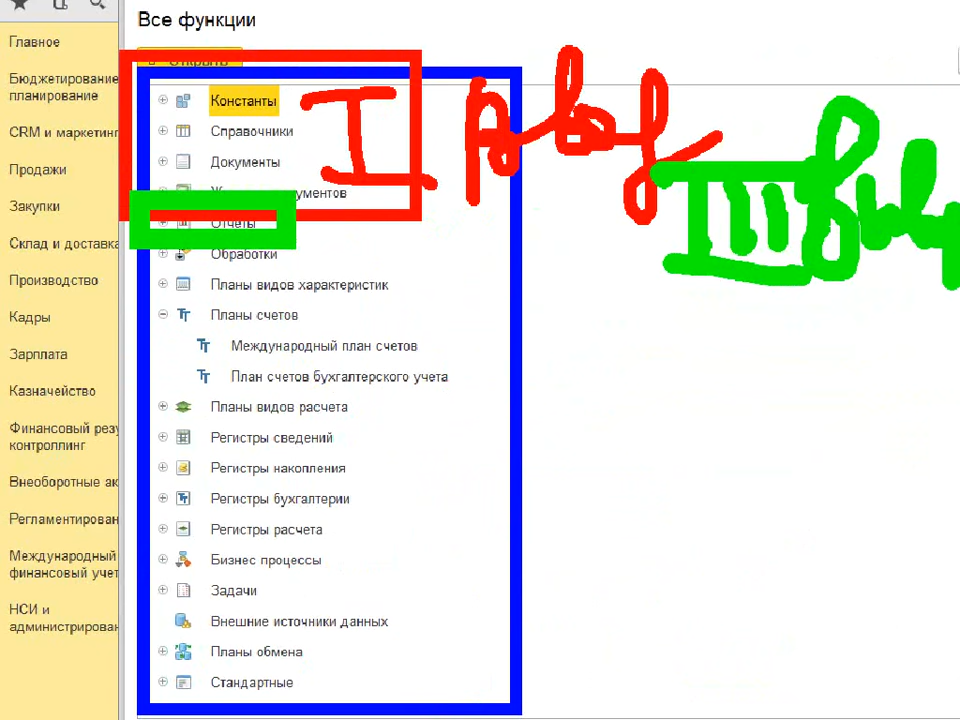 Все функции
Главное
Бюджетирование
планирование
CRM и маркетинг
Продажи
Закупки
Склад и доставка
Производство
Кадры
Зарплата
Казначейство
Финансовый резу
контроллинг
Внеоборотные ак
Регламентирован
Международный
финансовый учет
НСИ и
администрирован
Открыть
Константы
Справочники
Документы
Отчеты
Обработки
Планы видов характеристик
Планы счетов
Международный план счетов
План счетов бухгалтерского учета
Планы видов расчета
Регистры сведений
Регистры накопления
Регистры бухгалтерии
Регистры расчета
Бизнес процессы
Задачи
Внешние источники данных
Планы обмена
Стандартные
I
III